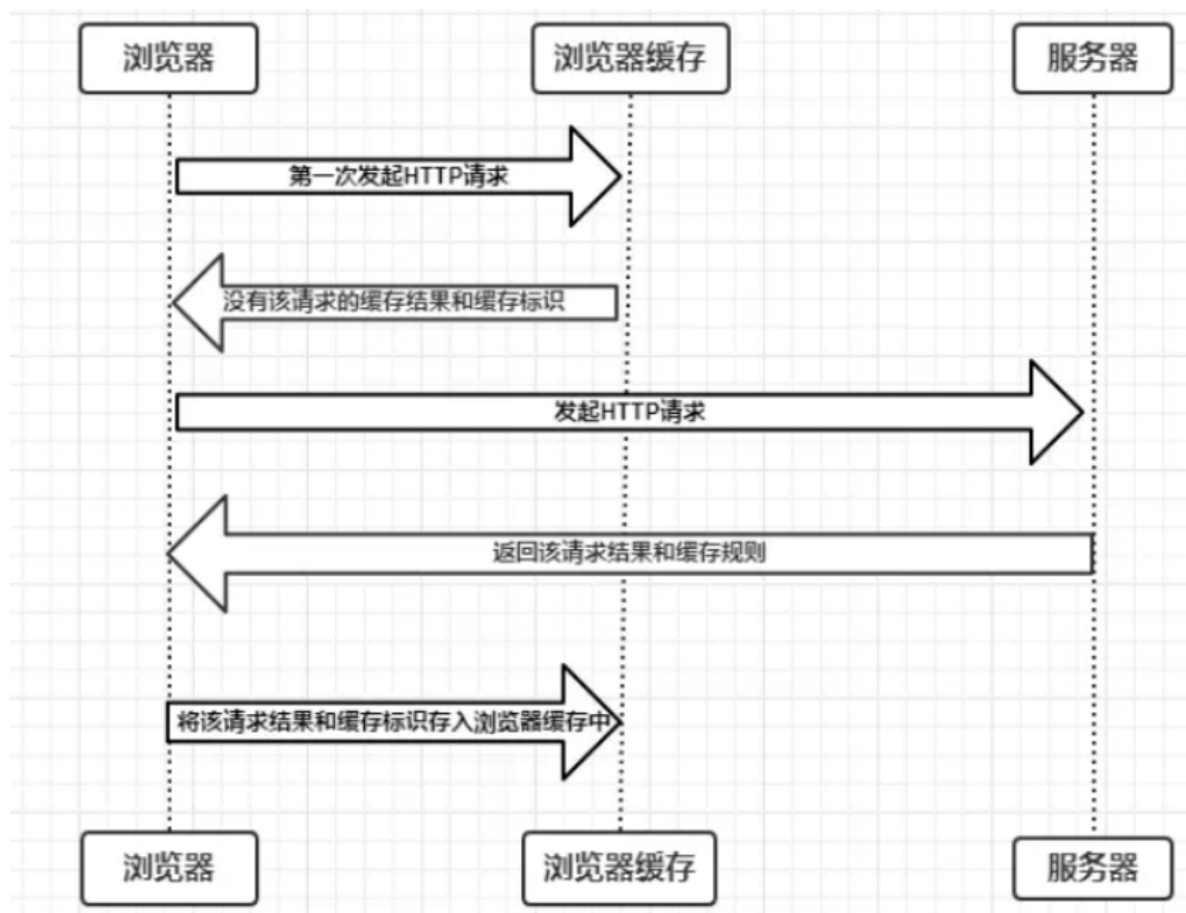 浏览器
浏览器缓存
服务器
第一次发起HTTP请求
没有该请求的缓存结果和缓存标识
发起HTTP请求
返回该请求结果和缓存规则
将该请求结果和缓存标识存入浏览器缓存中
浏览器
浏览器缓存
服务器